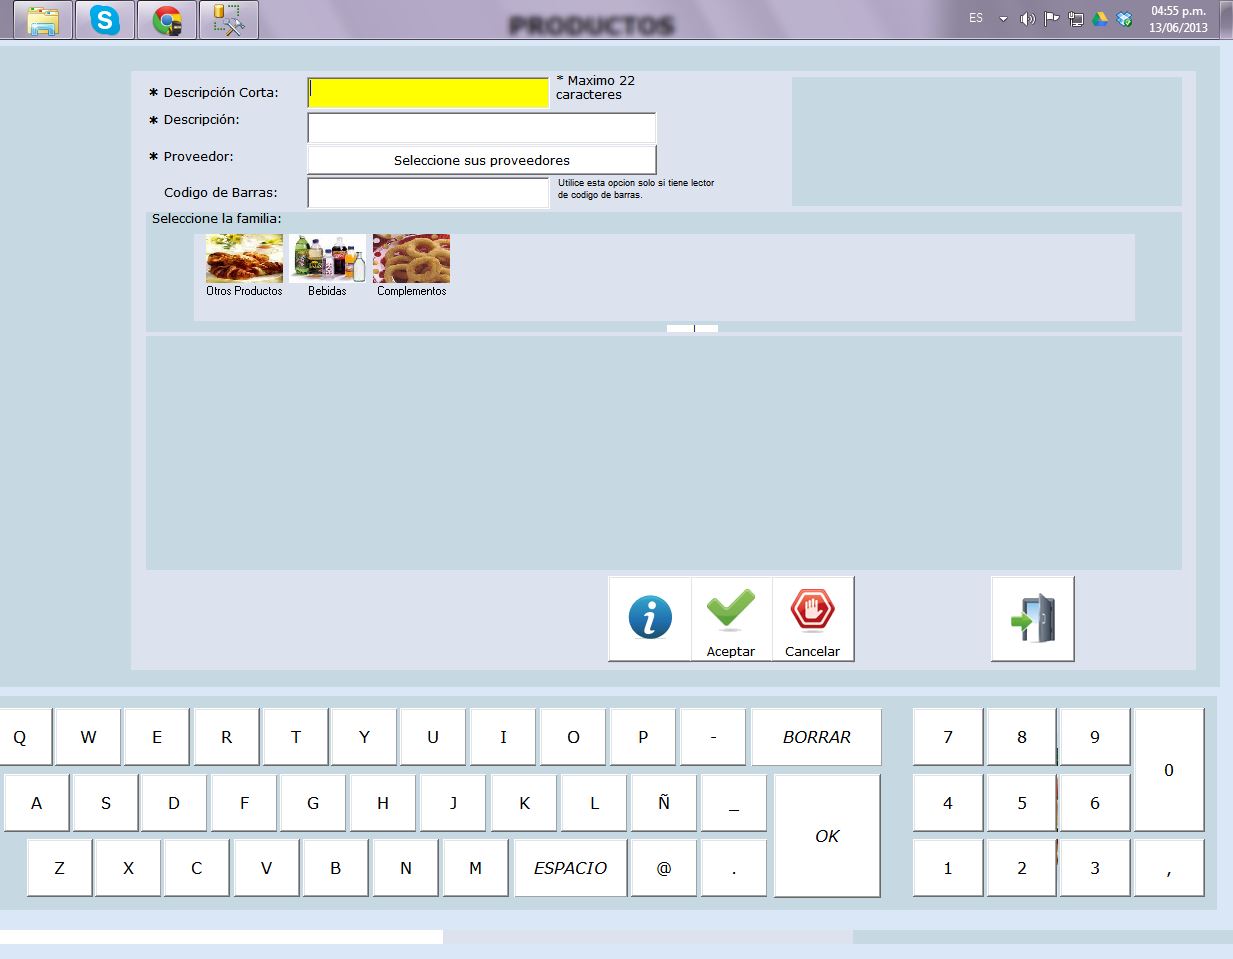 PRODUCTOS
ES
04:55 p.m.
13/06/2013
* Descripción Corta:
* Maximo 22
caracteres
* Descripción:
* Proveedor:
Seleccione sus proveedores
Codigo de Barras:
Utilice esta opcion solo si tiene lector
de codigo de barras.
Seleccione la familia:
Otros Productos
Bebidas
Complementos
Aceptar
Cancelar
Q W E R T Y U I O P - BORRAR 7 8 9
0
A S D F G H J K L Ñ _ 4 5 6
OK
Z X C V B N M ESPACIO @ . 1 2 3 ,